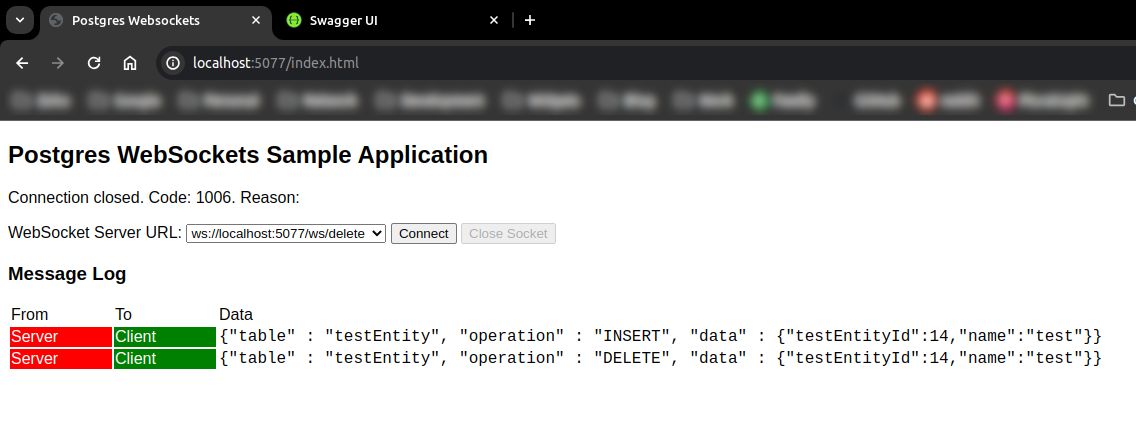 Postgres Websockets
Swagger UI
localhost:5077/index.html
Postgres WebSockets Sample Application
Connection closed. Code: 1006. Reason:
WebSocket Server URL: ws://localhost:5077/ws/delete Connect Close Socket
Message Log
From To Data
Server Client {"table" : "testEntity", "operation" : "INSERT", "data" : {"testEntityId":14,"name":"test"}}
Server Client {"table" : "testEntity", "operation" : "DELETE", "data" : {"testEntityId":14,"name":"test"}}